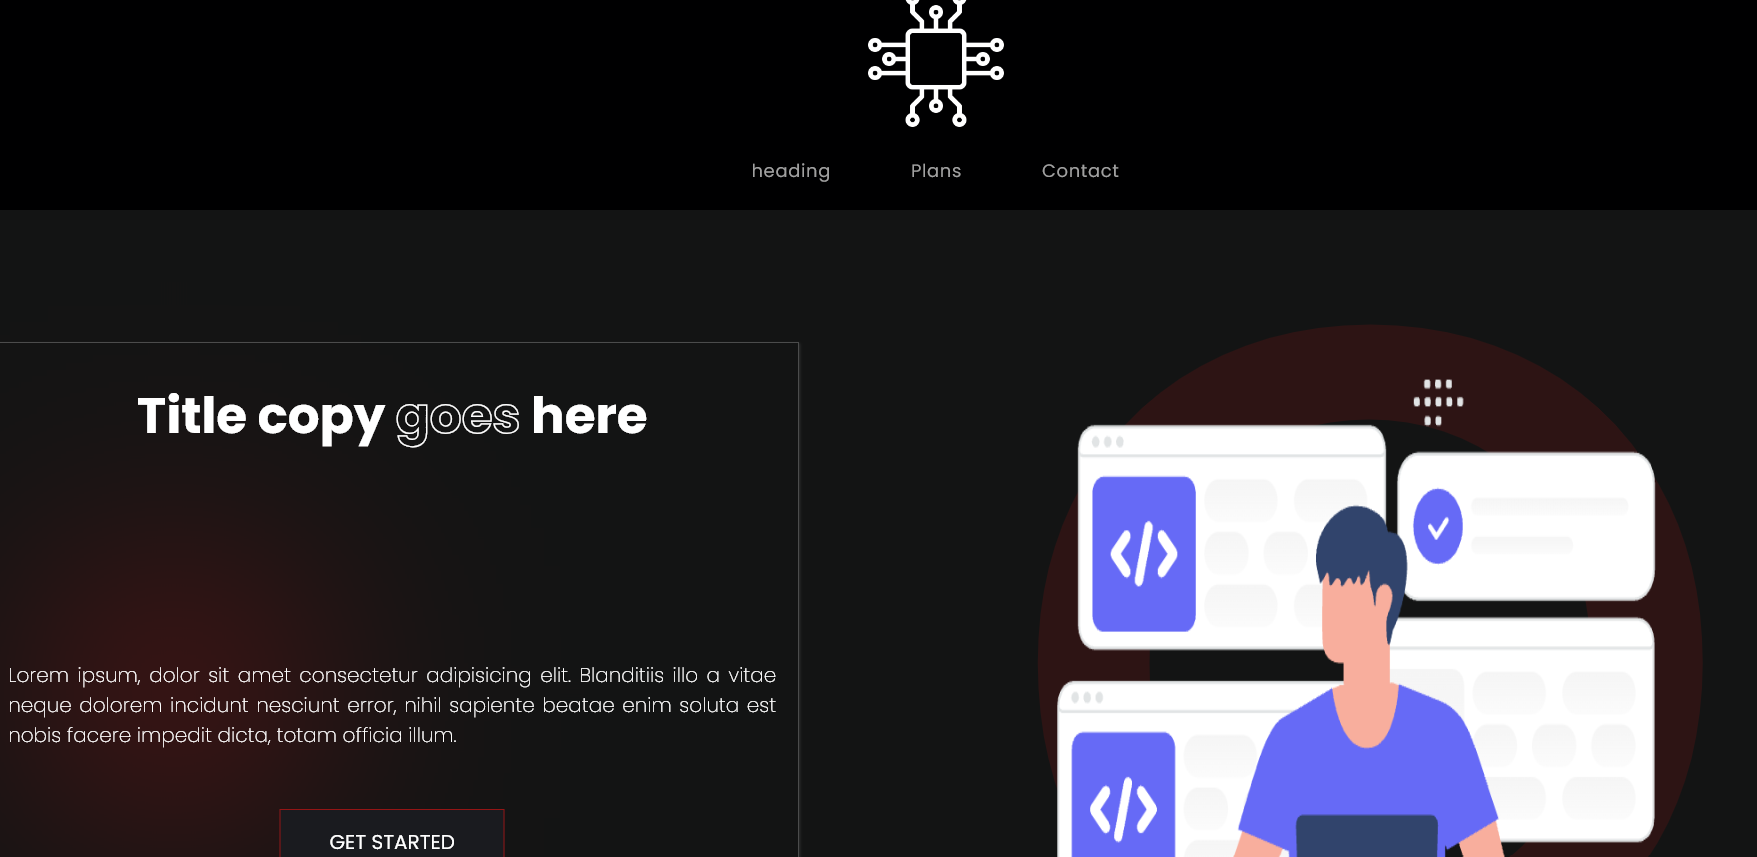 heading Plans Contact
Title copy goes here
Lorem ipsum, dolor sit amet consectetur adipisicing elit. Blanditiis illo a vitae
neque dolorem incidunt nesciunt error, nihil sapiente beatae enim soluta est
nobis facere impedit dicta, totam officia illum.
GET STARTED